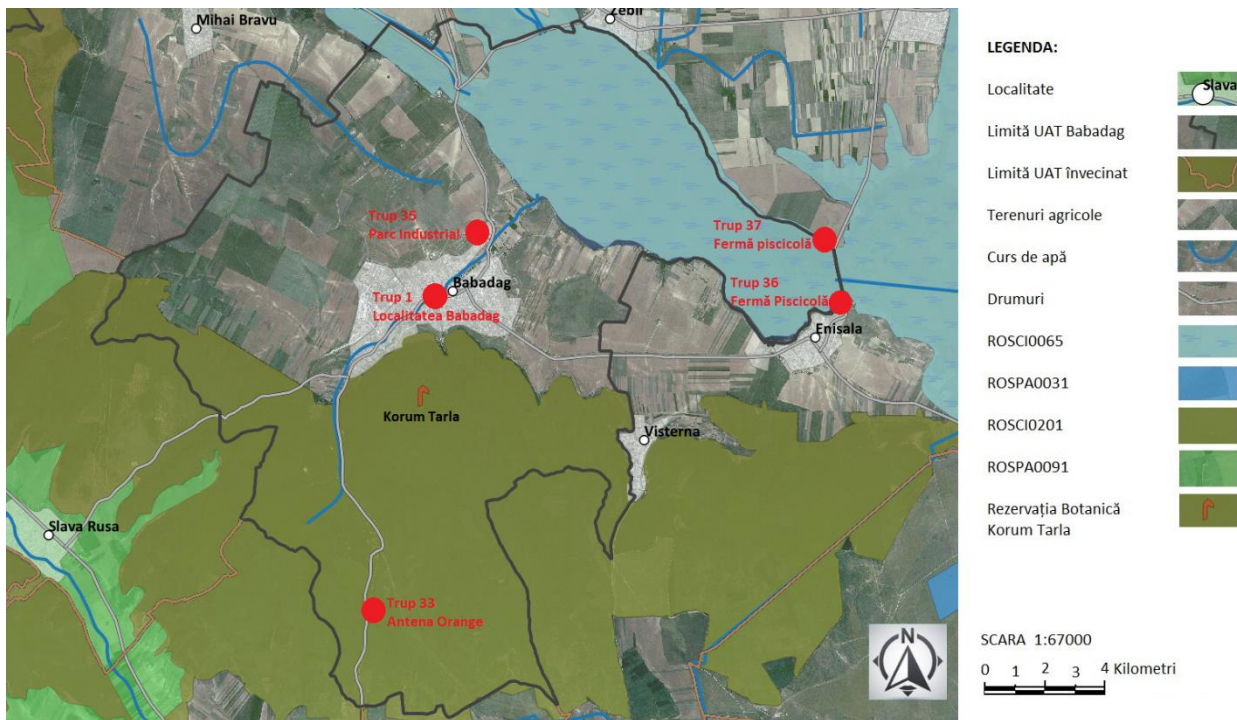 Mihai Bravu
Zebil
Trup 35
Parc Industrial
Trup 37
Fermă piscicolă
Babadag
Trup 1
Localitatea Babadag
Trup 36
Fermă Piscicolă
Enisala
Korum Tarla
Visterna
Slava Rusa
Trup 33
Antena Orange
N
LEGENDA:
Localitate
Slava
Limită UAT Babadag
Limită UAT învecinat
Terenuri agricole
Curs de apă
Drumuri
ROSCI0065
ROSPA0031
ROSCI0201
ROSPA0091
Rezervația Botanică
Korum Tarla
SCARA 1:67000
0 1 2 3 4 Kilometri